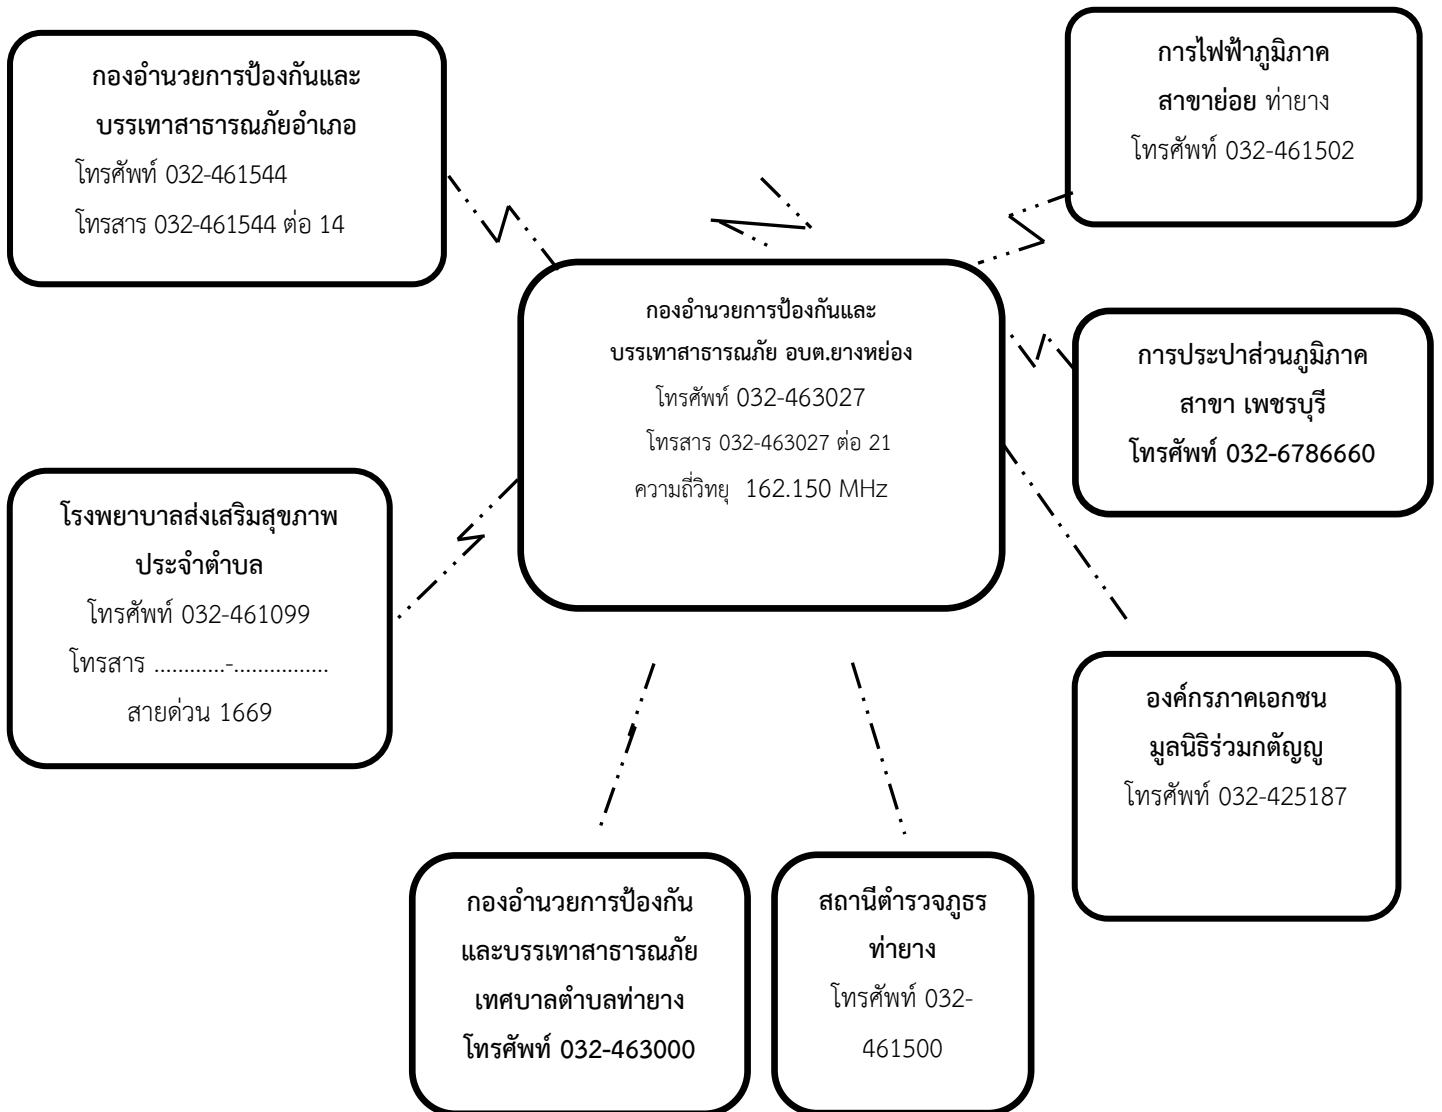 กองอำนวยการป้องกันและ
บรรเทาสาธารณภัยอำเภอ
โทรศัพท์ 032-461544
โทรสาร 032-461544 ต่อ 14
การไฟฟ้าภูมิภาค
สาขาย่อย ท่ายาง
โทรศัพท์ 032-461502
กองอำนวยการป้องกันและ
บรรเทาสาธารณภัย อบต.ยางหย่อง
โทรศัพท์ 032-463027
โทรสาร 032-463027 ต่อ 21
ความถี่วิทยุ 162.150 MHz
การประปาส่วนภูมิภาค
สาขา เพชรบุรี
โทรศัพท์ 032-6786660
โรงพยาบาลส่งเสริมสุขภาพ
ประจำตำบล
โทรศัพท์ 032-461099
โทรสาร ............-...............
สายด่วน 1669
องค์กรภาคเอกชน
มูลนิธิร่วมกตัญญู
โทรศัพท์ 032-425187
กองอำนวยการป้องกัน
และบรรเทาสาธารณภัย
เทศบาลตำบลท่ายาง
โทรศัพท์ 032-463000
สถานีตำรวจภูธร
ท่ายาง
โทรศัพท์ 032-
461500